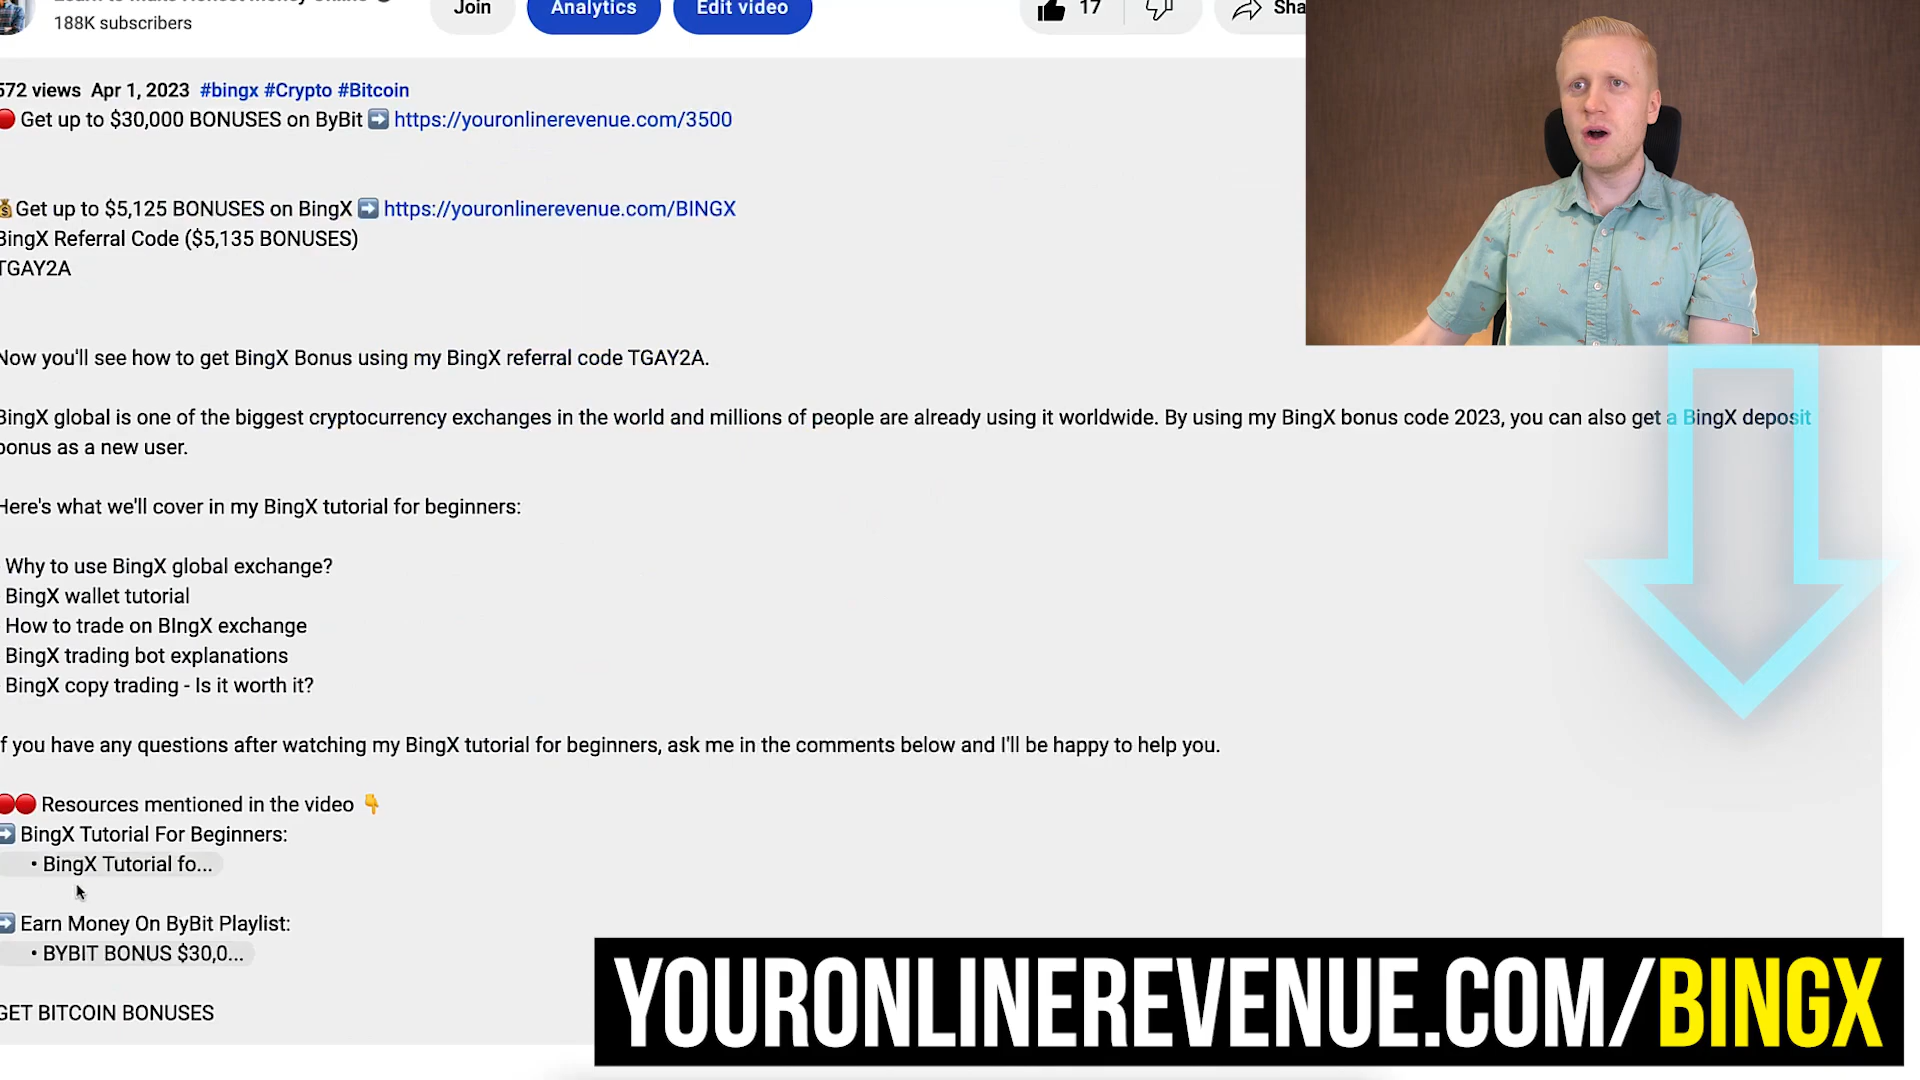 188K subscribers
Join
Analytics
Edit video
17
Sha
572 views Apr 1, 2023 #bingx #Crypto #Bitcoin
Get up to $30,000 BONUSES on ByBit ➡ https://youronlinerevenue.com/3500
Get up to $5,125 BONUSES on BingX ➡ https://youronlinerevenue.com/BINGX
BingX Referral Code ($5,135 BONUSES)
TGAY2A
Now you'll see how to get BingX Bonus using my BingX referral code TGAY2A.
BingX global is one of the biggest cryptocurrency exchanges in the world and millions of people are already using it worldwide. By using my BingX bonus code 2023, you can also get a BingX deposit
bonus as a new user.
Here's what we'll cover in my BingX tutorial for beginners:
Why to use BingX global exchange?
BingX wallet tutorial
How to trade on BIngX exchange
BingX trading bot explanations
BingX copy trading - Is it worth it?
If you have any questions after watching my BingX tutorial for beginners, ask me in the comments below and I'll be happy to help you.
Resources mentioned in the video
BingX Tutorial For Beginners:
• BingX Tutorial fo...
Earn Money On ByBit Playlist:
• BYBIT BONUS $30,0...
GET BITCOIN BONUSES
YOURONLINEREVENUE.COM/BINGX